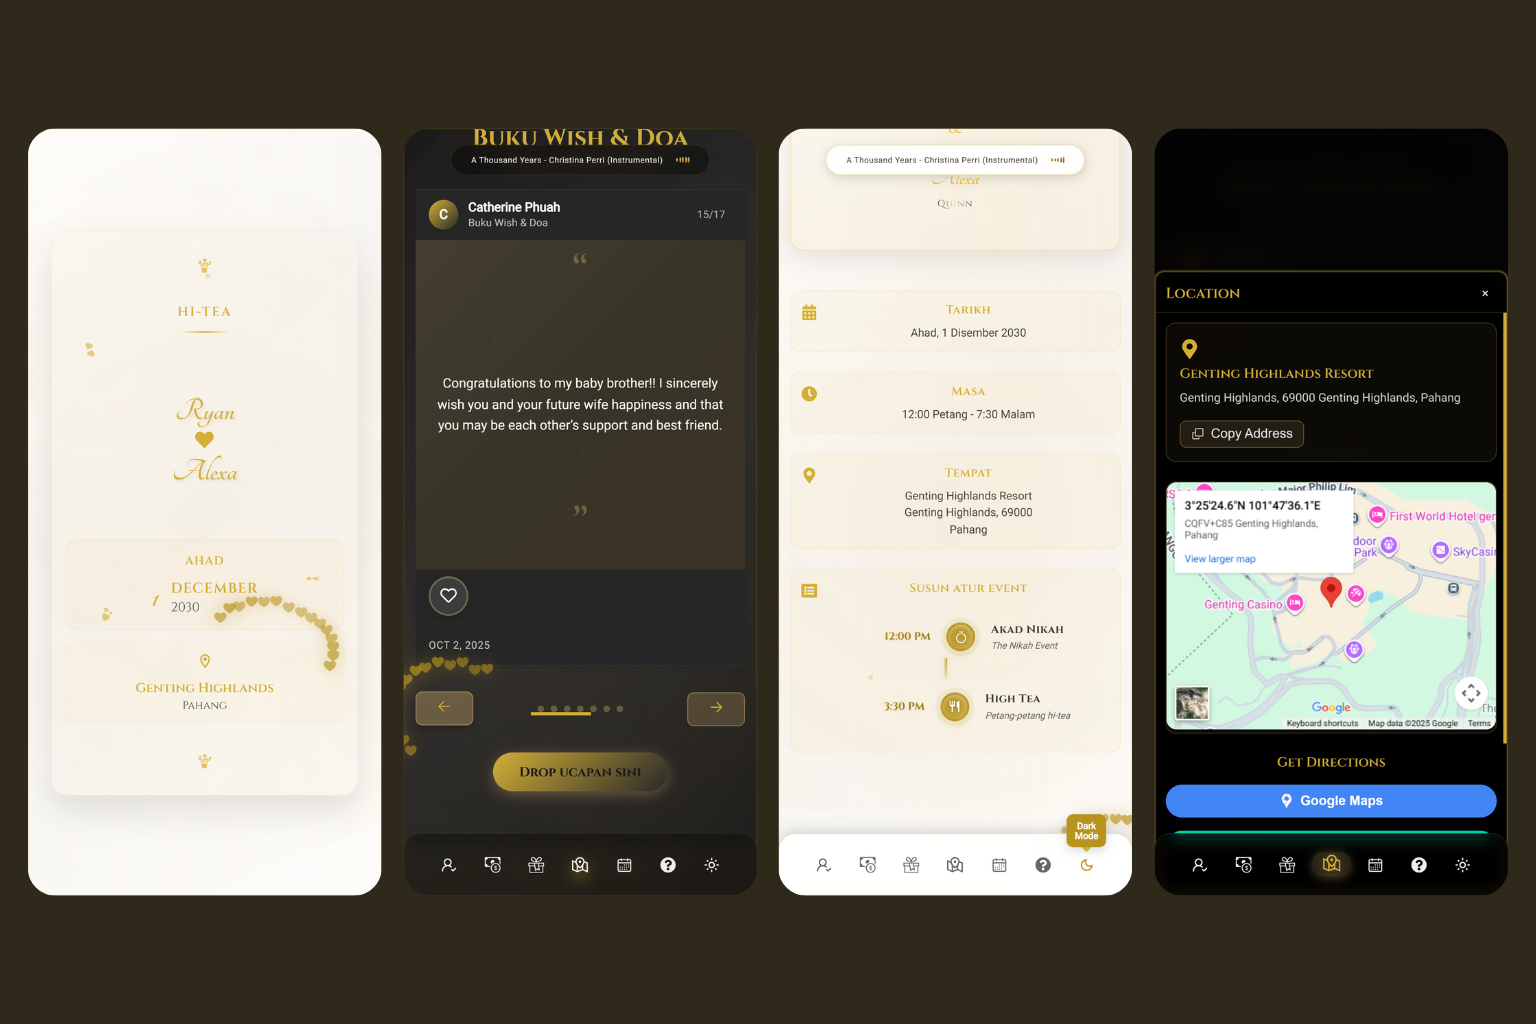 HI-TEA
Ryan
Alexa
AHAD
1
DECEMBER
2030
GENTING HIGHLANDS
PAHANG
BUKU WISH & DOA
A Thousand Years - Christina Perri (Instrumental)
C
Catherine Phuah
Buku Wish & Doa
15/17
“
Congratulations to my baby brother!! I sincerely
wish you and your future wife happiness and that
you may be each other's support and best friend.
”
OCT 2, 2025
DROP UCAPAN SINI
&
A Thousand Years - Christina Perri (Instrumental)
Alexa
QUINN
TARIKH
Ahad, 1 Disember 2030
MASA
12:00 Petang - 7:30 Malam
TEMPAT
Genting Highlands Resort
Genting Highlands, 69000
Pahang
SUSUN ATUR EVENT
12:00 PM
AKAD NIKAH
The Nikah Event
3:30 PM
HIGH TEA
Petang-petang hi-tea
Dark
Mode
LOCATION
×
GENTING HIGHLANDS RESORT
Genting Highlands, 69000 Genting Highlands, Pahang
Copy Address
Major Philip Lim
3°25'24.6"N 101°47'36.1"E
CQFV+C85 Genting Highlands,
Pahang
View larger map
First World Hotel gen
door
Park
SkyCasin
Genting Casino
The
Google
Keyboard shortcuts
Map data ©2025 Google
Terms
GET DIRECTIONS
Google Maps